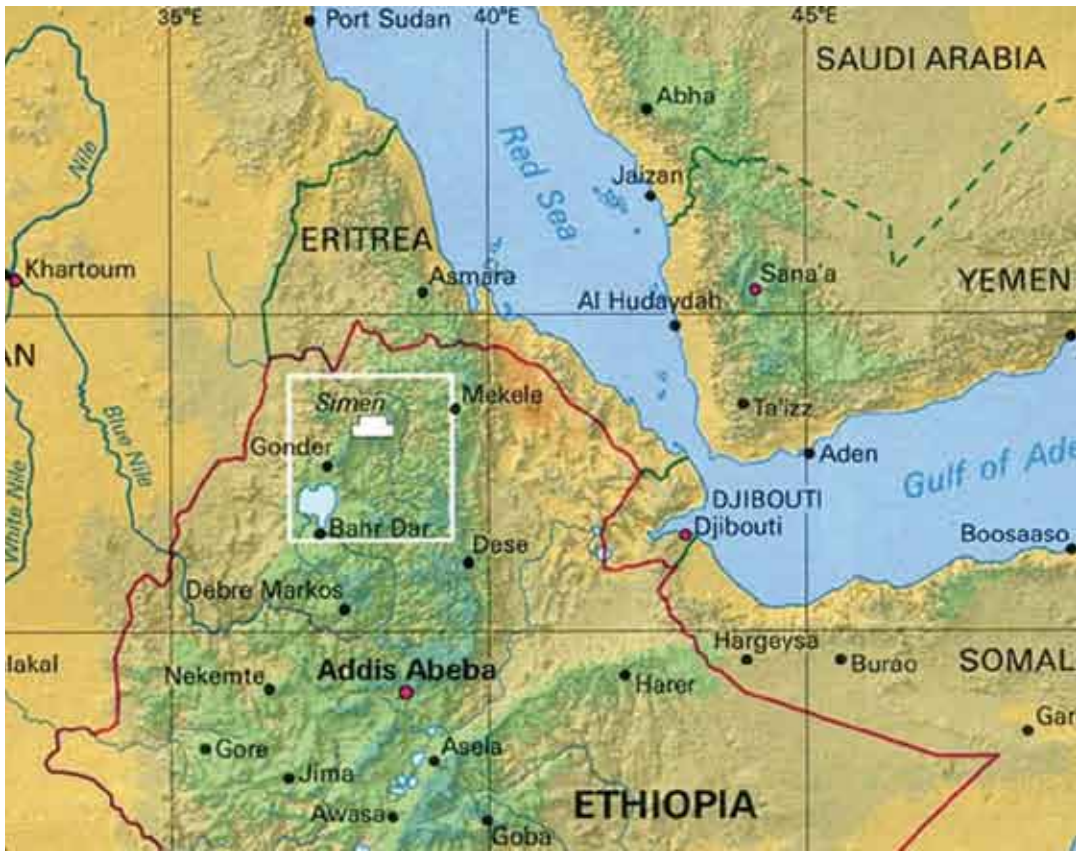 35°E
40°E
45°E
Port Sudan
SAUDI ARABIA
Abha
Nile
Red Sea
Jaizan
ERITREA
Khartoum
Asmara
Sana'a
YEMEN
Al Hudaydah
AN
Simen
Mekele
Ta'izz
Blue Nile
Gonder
Aden
Gulf of Ade
White Nile
DJIBOUTI
Bahr Dar
Djibouti
Boosaaso
Dese
Debre Markos
Hargeysa
lakal
Nekemte
Addis Abeba
Harer
Burao
SOMAL
Gar
Gore
Asela
Jima
Awasa
ETHIOPIA
Goba